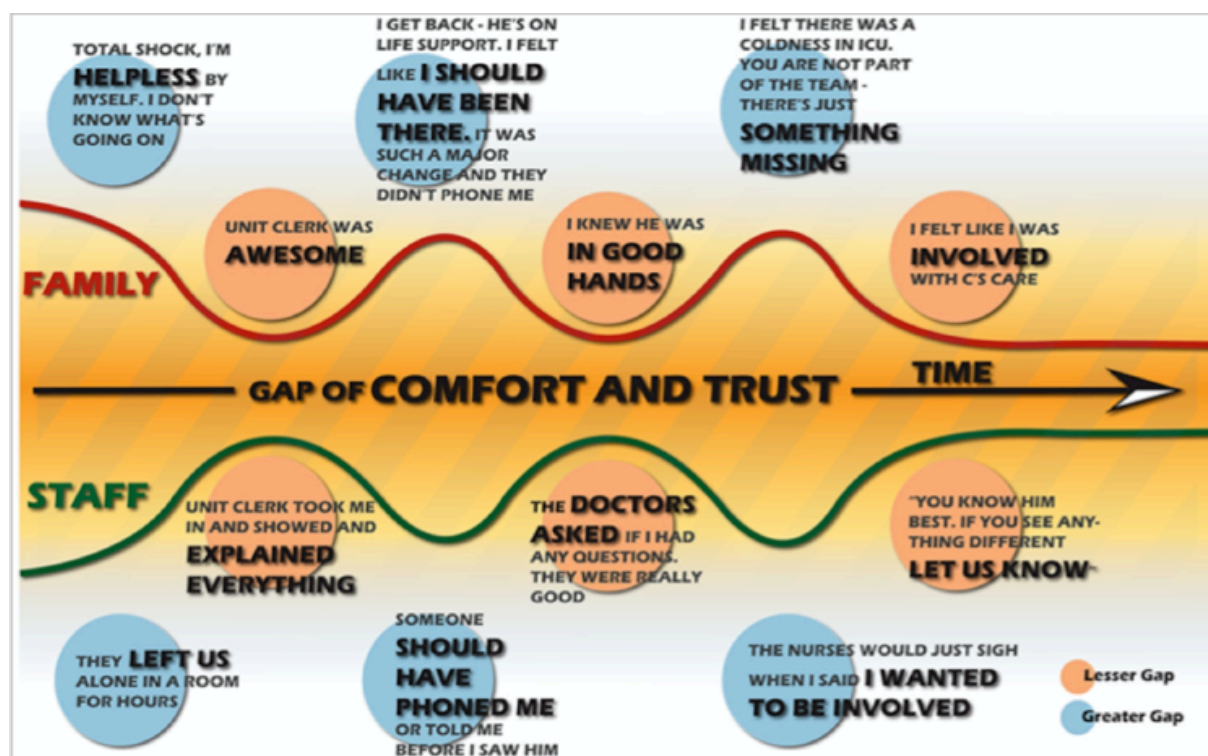 TOTAL SHOCK, I'M
HELPLESS BY
MYSELF. I DON'T
KNOW WHAT'S
GOING ON
I GET BACK - HE'S ON
LIFE SUPPORT. I FELT
LIKE I SHOULD
HAVE BEEN
THERE. IT WAS
SUCH A MAJOR
CHANGE AND THEY
DIDN'T PHONE ME
I FELT THERE WAS A
COLDNESS IN ICU.
YOU ARE NOT PART
OF THE TEAM -
THERE'S JUST
SOMETHING
MISSING
UNIT CLERK WAS
AWESOME
I KNEW HE WAS
IN GOOD
HANDS
I FELT LIKE I WAS
INVOLVED
WITH C'S CARE
FAMILY
GAP OF COMFORT AND TRUST
TIME
STAFF
UNIT CLERK TOOK ME
IN AND SHOWED AND
EXPLAINED
EVERYTHING
THE DOCTORS
ASKED IF I HAD
ANY QUESTIONS.
THEY WERE REALLY
GOOD
"YOU KNOW HIM
BEST. IF YOU SEE ANY-
THING DIFFERENT
LET US KNOW"
THEY LEFT US
ALONE IN A ROOM
FOR HOURS
SOMEONE
SHOULD
HAVE
PHONED ME
OR TOLD ME
BEFORE I SAW HIM
THE NURSES WOULD JUST SIGH
WHEN I SAID I WANTED
TO BE INVOLVED
Lesser Gap
Greater Gap